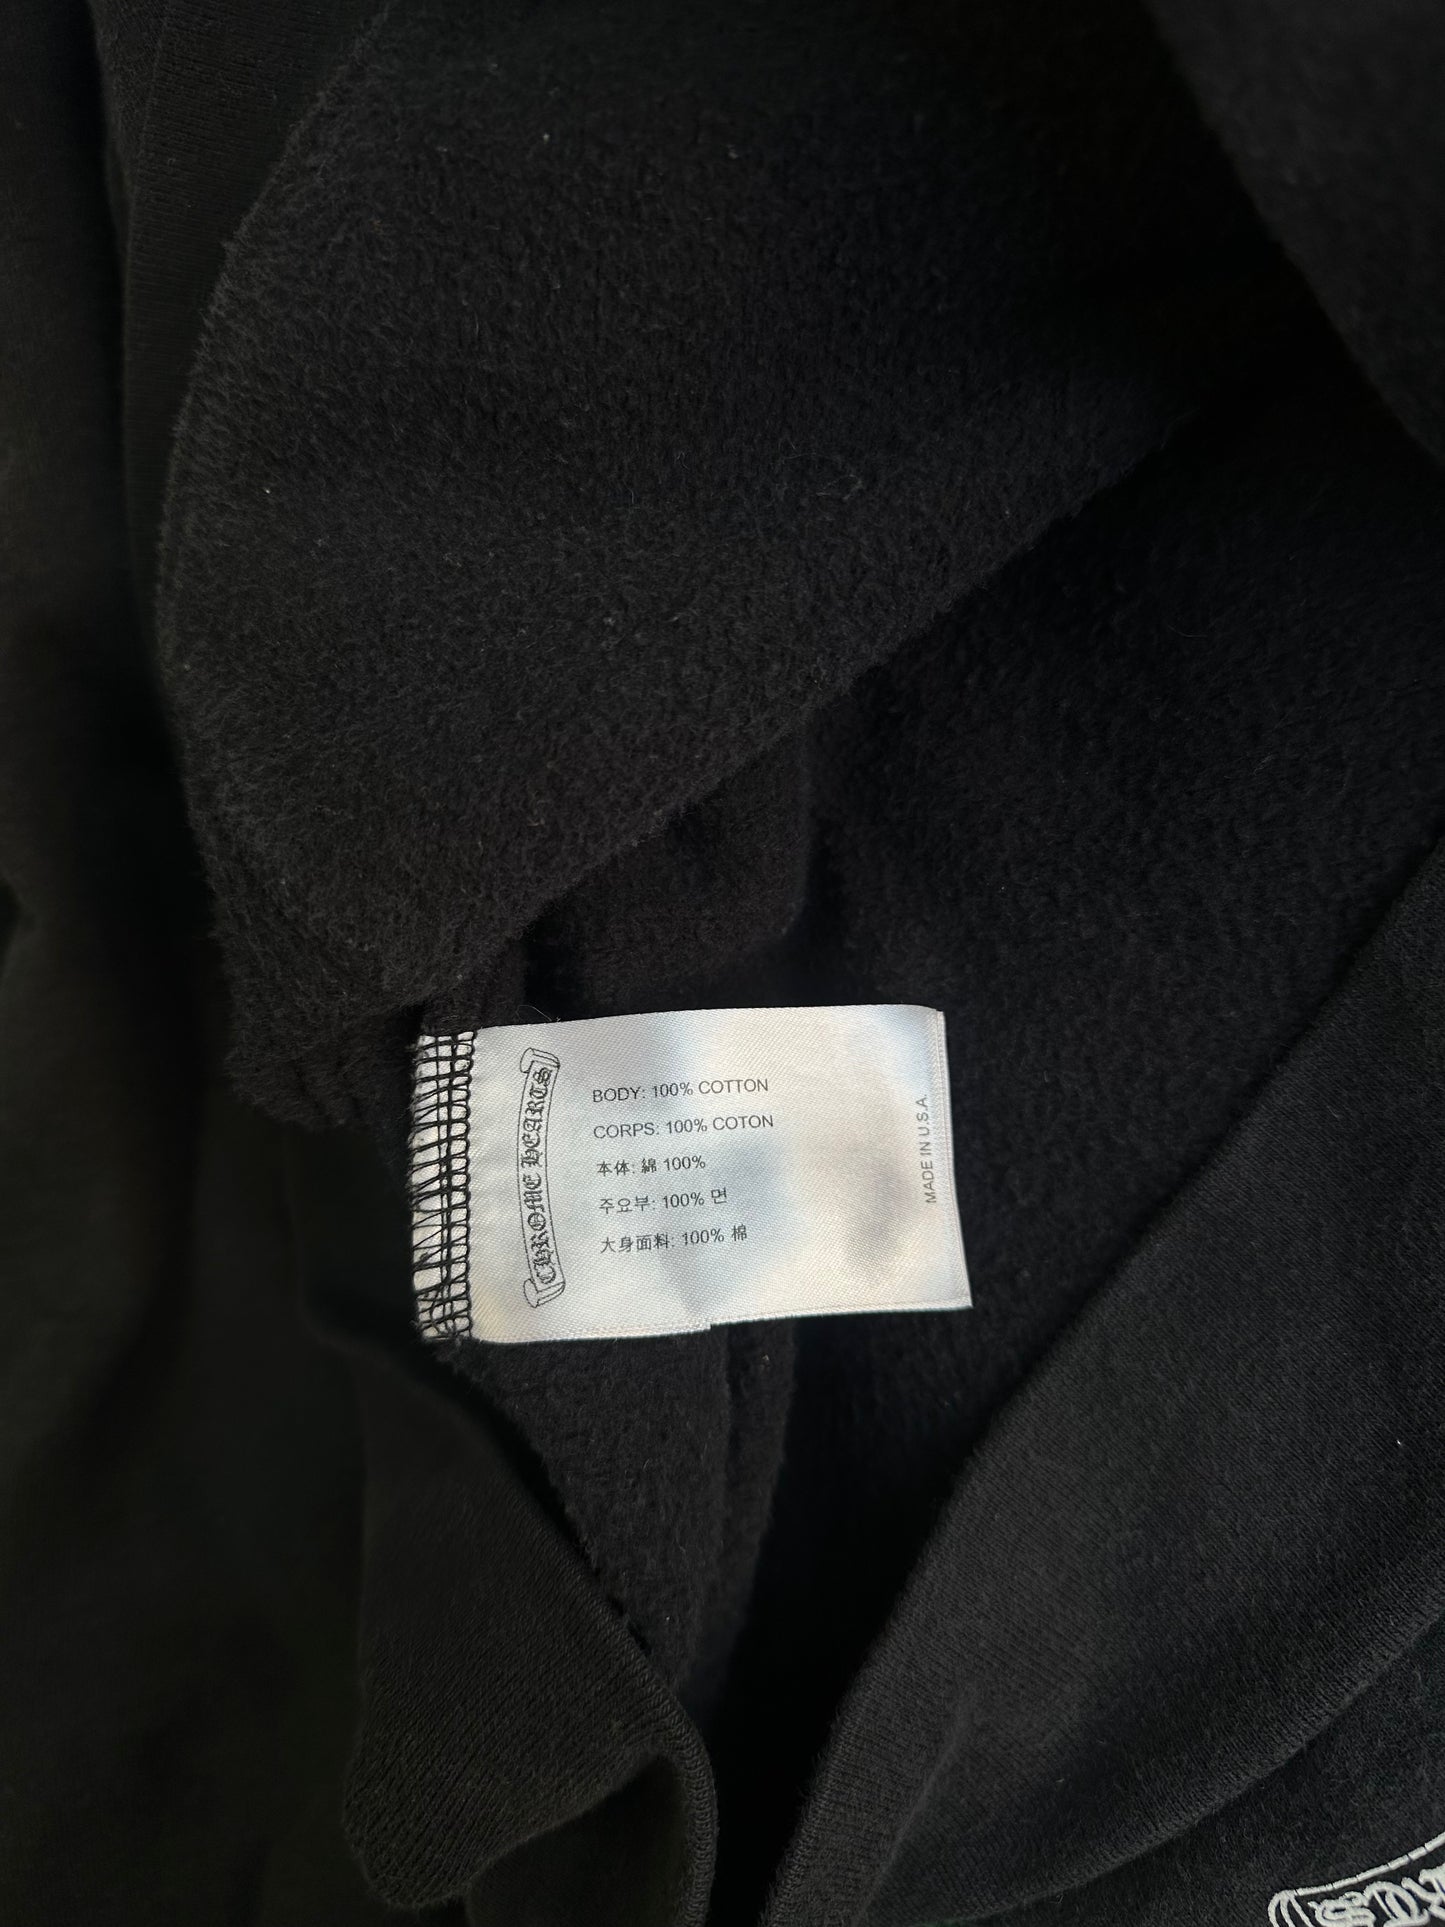 CHROME HEARTS
BODY: 100% COTTON
CORPS: 100% COTON
本体: 綿 100%
주요부: 100% 면
大身面料: 100% 棉
MADE IN U.S.A.